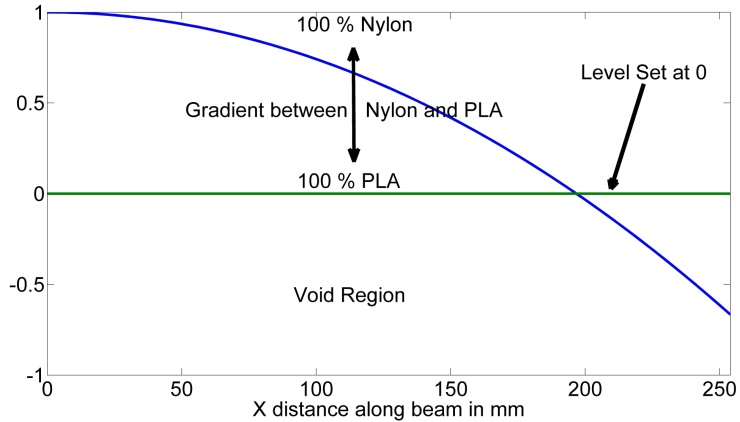 1
100 % Nylon
Level Set at 0
0.5
Gradient between Nylon and PLA
100 % PLA
0
-0.5
Void Region
-1
0 50 100 150 200 250
X distance along beam in mm